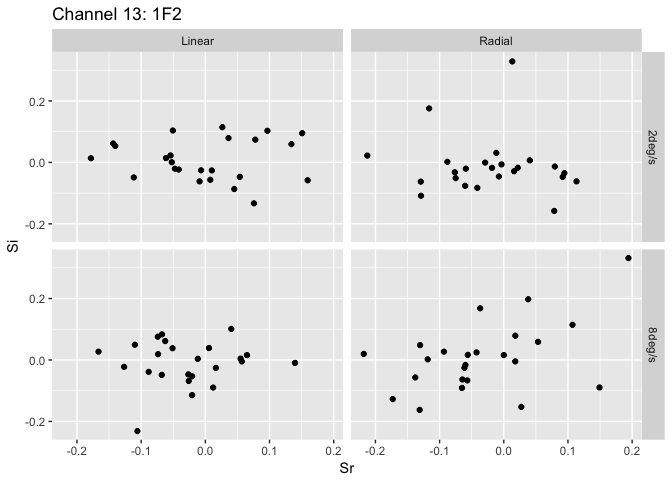 Channel 13: 1F2
Linear
Radial
0.2
0.0
-0.2
2deg/s
Si
0.2
0.0
-0.2
8deg/s
-0.2 -0.1 0.0 0.1 0.2
-0.2 -0.1 0.0 0.1 0.2
Sr